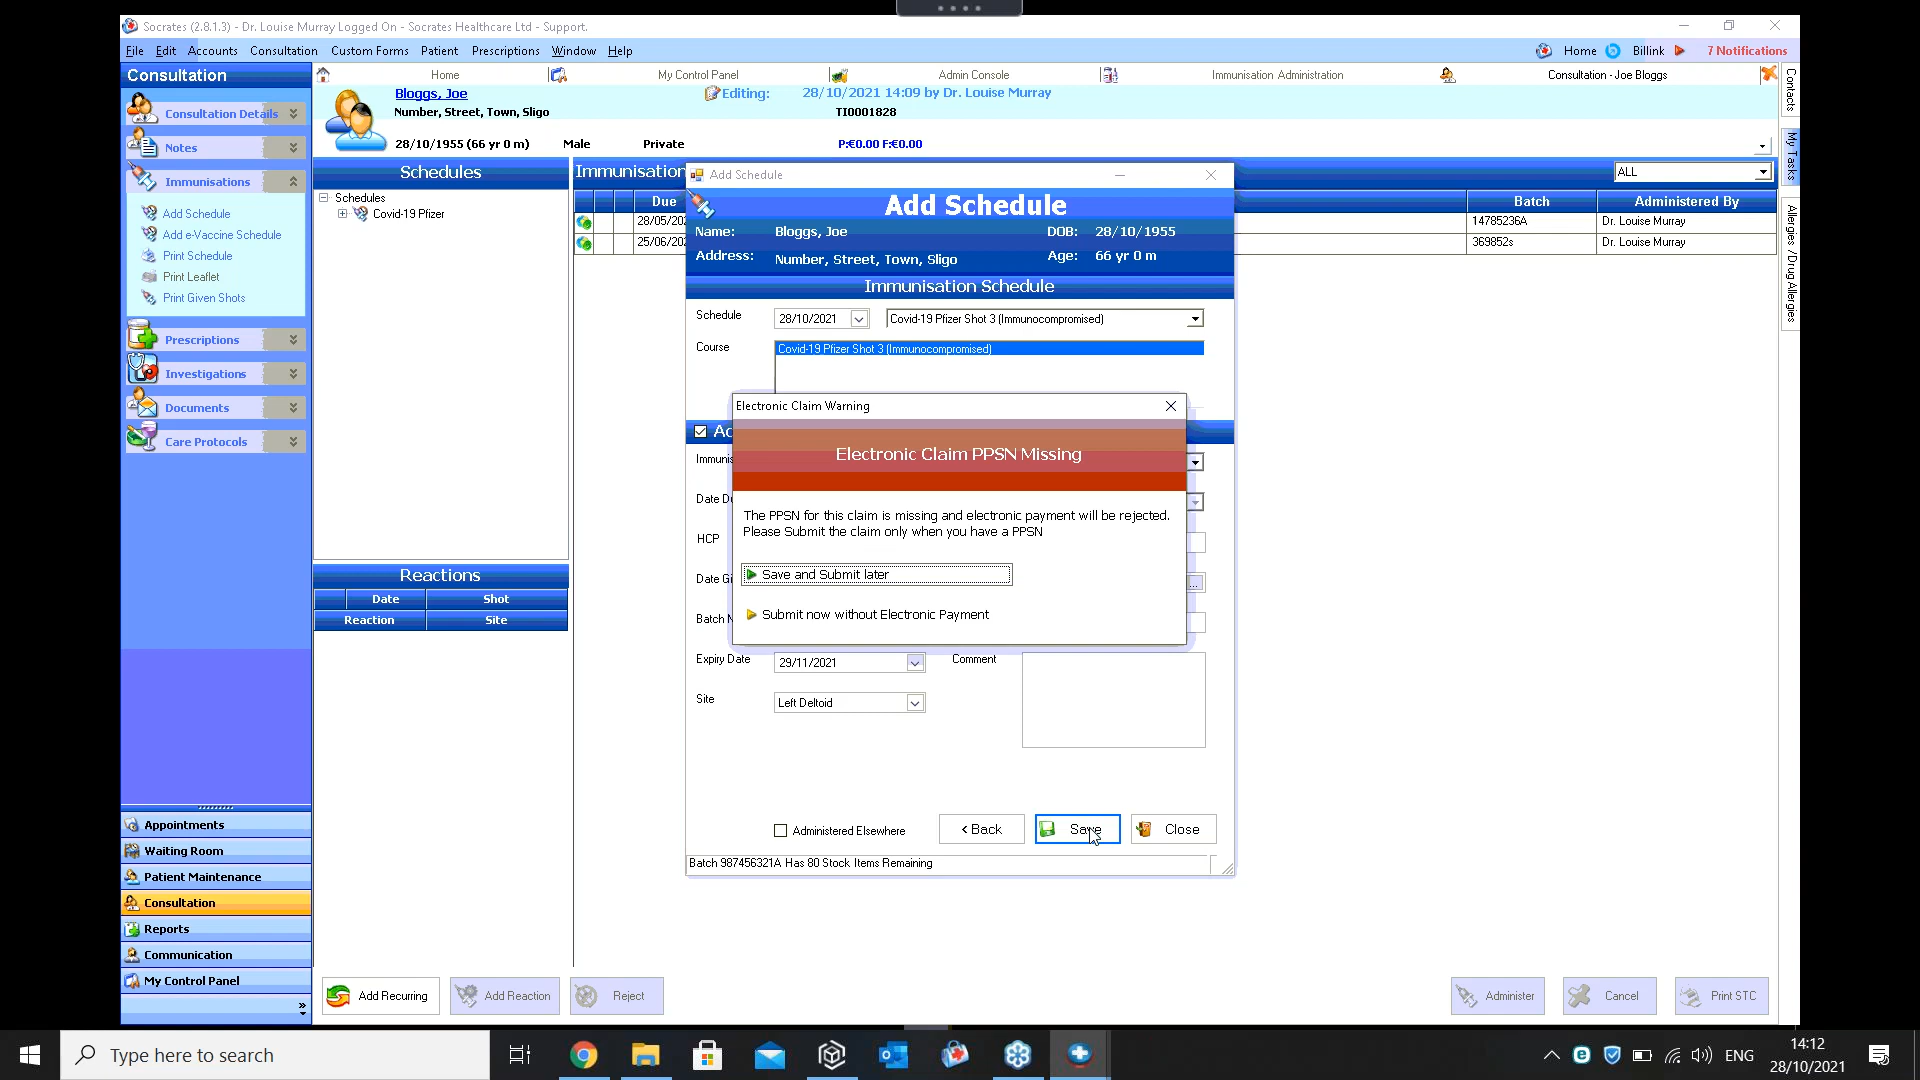 Socrates (2.8.1.3) - Dr. Louise Murray Logged On - Socrates Healthcare Ltd - Support.
File Edit Accounts Consultation Custom Forms Patient Prescriptions Window Help
Home Billink 7 Notifications
Consultation
Home My Control Panel Admin Console Immunisation Administration Consultation - Joe Bloggs
Contacts
My Tasks
Allergies / Drug Allergies
Bloggs, Joe
Editing: 28/10/2021 14:09 by Dr. Louise Murray
Number, Street, Town, Sligo
TI0001828
28/10/1955 (66 yr 0 m) Male Private P:€0.00 F:€0.00
Consultation Details
Notes
Immunisations
Add Schedule
Add e-Vaccine Schedule
Print Schedule
Print Leaflet
Print Given Shots
Prescriptions
Investigations
Documents
Care Protocols
Appointments
Waiting Room
Patient Maintenance
Consultation
Reports
Communication
My Control Panel
Schedules
Schedules
Covid-19 Pfizer
Reactions
Date Shot
Reaction Site
Immunisation
ALL
Due Batch Administered By
28/05/202 14785236A Dr. Louise Murray
25/06/202 369852s Dr. Louise Murray
Add Schedule
Add Schedule
Name: Bloggs, Joe DOB: 28/10/1955
Address: Number, Street, Town, Sligo Age: 66 yr 0 m
Immunisation Schedule
Schedule 28/10/2021 Covid-19 Pfizer Shot 3 (Immunocompromised)
Course Covid-19 Pfizer Shot 3 (Immunocompromised)
Electronic Claim Warning
Electronic Claim PPSN Missing
The PPSN for this claim is missing and electronic payment will be rejected.
Please Submit the claim only when you have a PPSN
Save and Submit later
Submit now without Electronic Payment
Ad
Immunis
Date D
HCP
Date Gi
...
Batch N
Expiry Date 29/11/2021 Comment
Site Left Deltoid
Administered Elsewhere < Back Save Close
Batch 987456321A Has 80 Stock Items Remaining
Add Recurring Add Reaction Reject Administer Cancel Print STC
Type here to search
ENG
14:12
28/10/2021